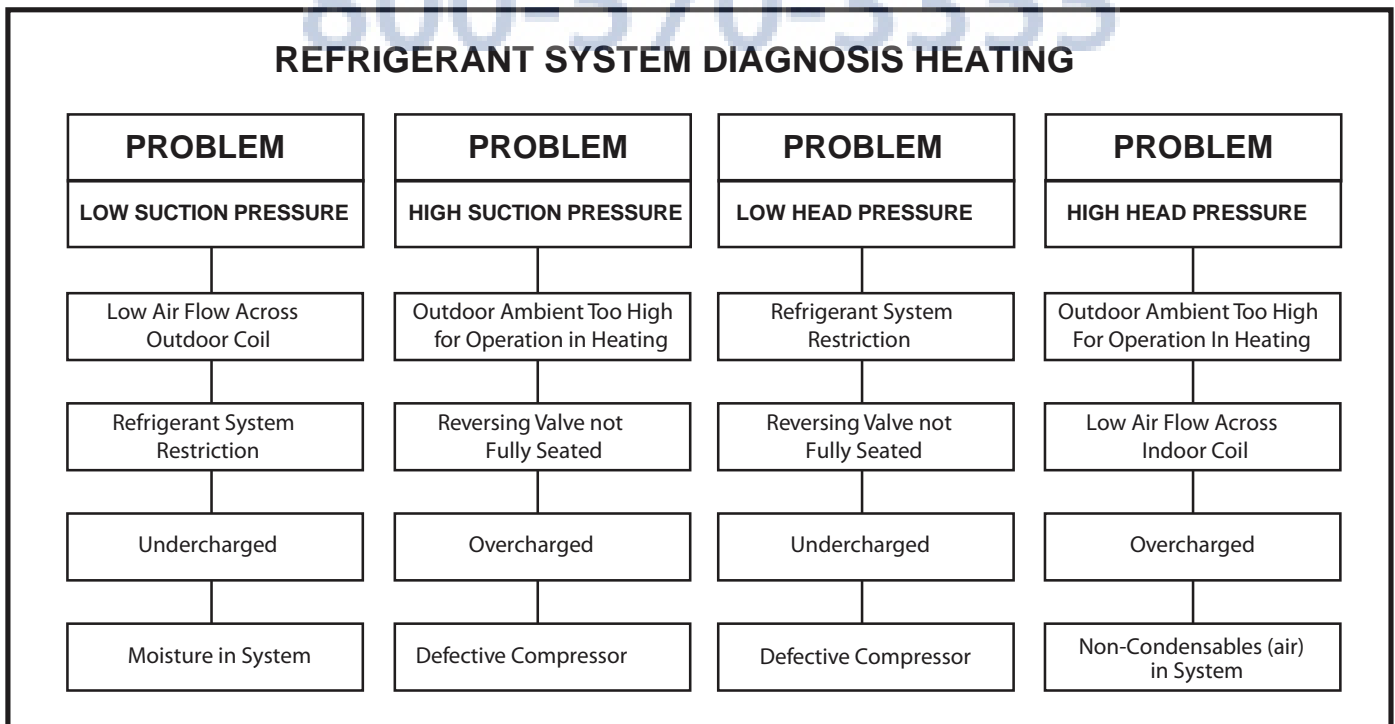 REFRIGERANT SYSTEM DIAGNOSIS HEATING
PROBLEM
LOW SUCTION PRESSURE
Low Air Flow Across
Outdoor Coil
Refrigerant System
Restriction
Undercharged
Moisture in System
PROBLEM
HIGH SUCTION PRESSURE
Outdoor Ambient Too High
for Operation in Heating
Reversing Valve not
Fully Seated
Overcharged
Defective Compressor
PROBLEM
LOW HEAD PRESSURE
Refrigerant System
Restriction
Reversing Valve not
Fully Seated
Undercharged
Defective Compressor
PROBLEM
HIGH HEAD PRESSURE
Outdoor Ambient Too High
For Operation In Heating
Low Air Flow Across
Indoor Coil
Overcharged
Non-Condensables (air)
in System